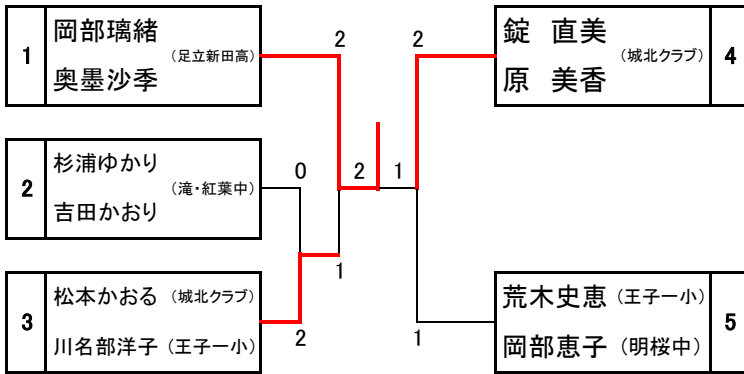 1
岡部璃緒
(足立新田高)
奥墨沙季
2
杉浦ゆかり
(滝・紅葉中)
吉田かおり
3
松本かおる (城北クラブ)
川名部洋子 (王子一小)
2
0
2
1
2
1
2
1
錠 直美
(城北クラブ)
原 美香
4
荒木史恵 (王子一小)
岡部恵子 (明桜中)
5